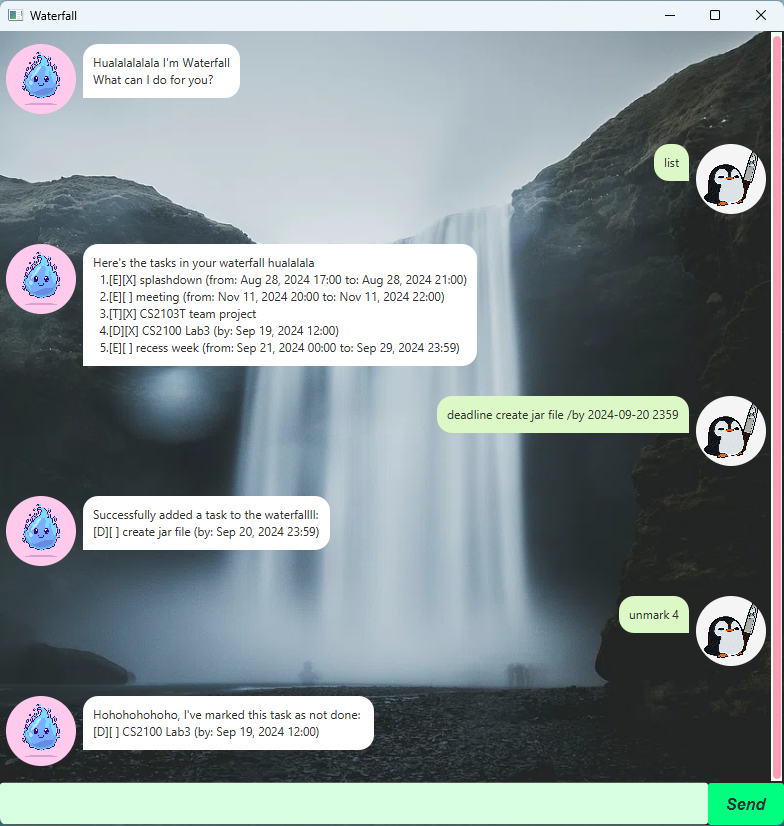 Waterfall
Hualalalalala I'm Waterfall
What can I do for you?
list
Here's the tasks in your waterfall hualalala
1.[E][X] splashdown (from: Aug 28, 2024 17:00 to: Aug 28, 2024 21:00)
2.[E][ ] meeting (from: Nov 11, 2024 20:00 to: Nov 11, 2024 22:00)
3.[T][X] CS2103T team project
4.[D][X] CS2100 Lab3 (by: Sep 19, 2024 12:00)
5.[E][ ] recess week (from: Sep 21, 2024 00:00 to: Sep 29, 2024 23:59)
deadline create jar file /by 2024-09-20 2359
Successfully added a task to the waterfallll:
[D][ ] create jar file (by: Sep 20, 2024 23:59)
unmark 4
Hohohohohoho, I've marked this task as not done:
[D][ ] CS2100 Lab3 (by: Sep 19, 2024 12:00)
Send